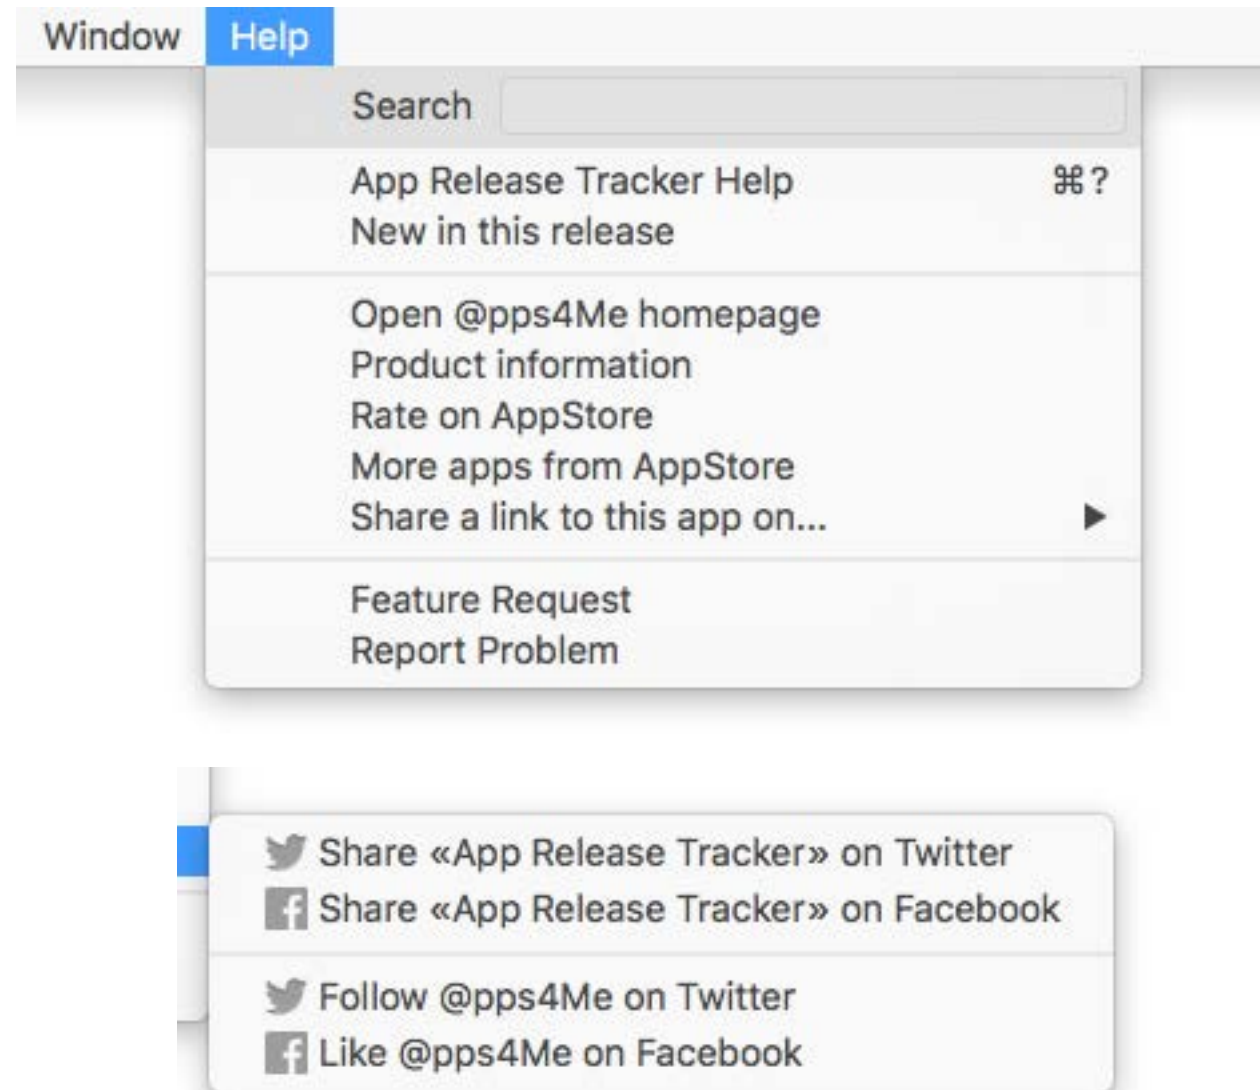 Window Help
Search
App Release Tracker Help ⌘?
New in this release
Open @pps4Me homepage
Product information
Rate on AppStore
More apps from AppStore
Share a link to this app on...
Feature Request
Report Problem
Share «App Release Tracker» on Twitter
Share «App Release Tracker» on Facebook
Follow @pps4Me on Twitter
Like @pps4Me on Facebook